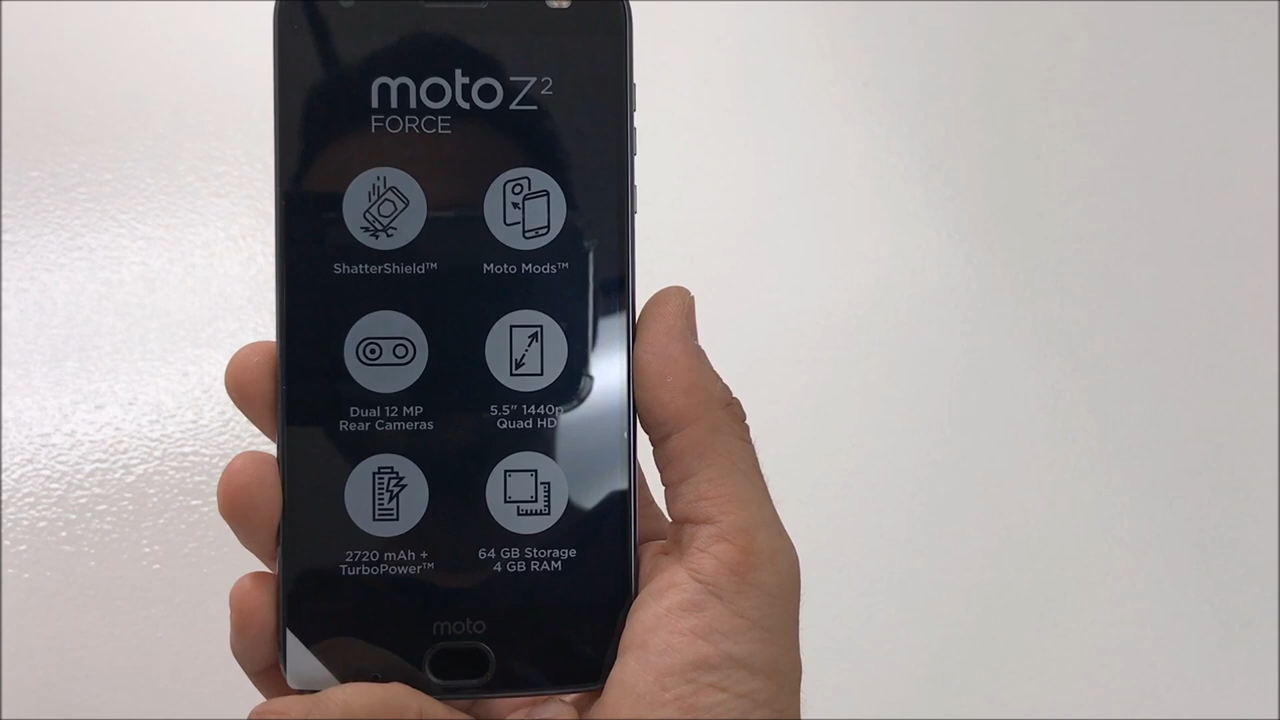 moto z²
FORCE
ShatterShield™
Moto Mods™
Dual 12 MP
Rear Cameras
5.5" 1440p
Quad HD
2720 mAh +
TurboPower™
64 GB Storage
4 GB RAM
moto